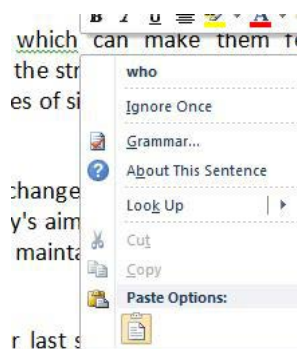 B I U A
which can make them fe
the str
who
es of si
Ignore Once
Grammar...
About This Sentence
change
Look Up
y's aim
Cut
mainta
Copy
Paste Options:
r last s